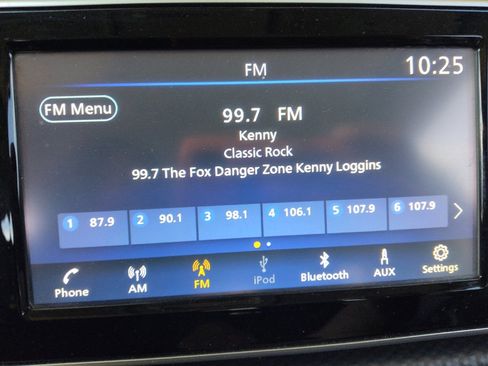 FM
10:25
FM Menu
99.7 FM
Kenny
Classic Rock
99.7 The Fox Danger Zone Kenny Loggins
1 87.9 2 90.1 3 98.1 4 106.1 5 107.9 6 107.9
Phone AM FM iPod Bluetooth AUX Settings